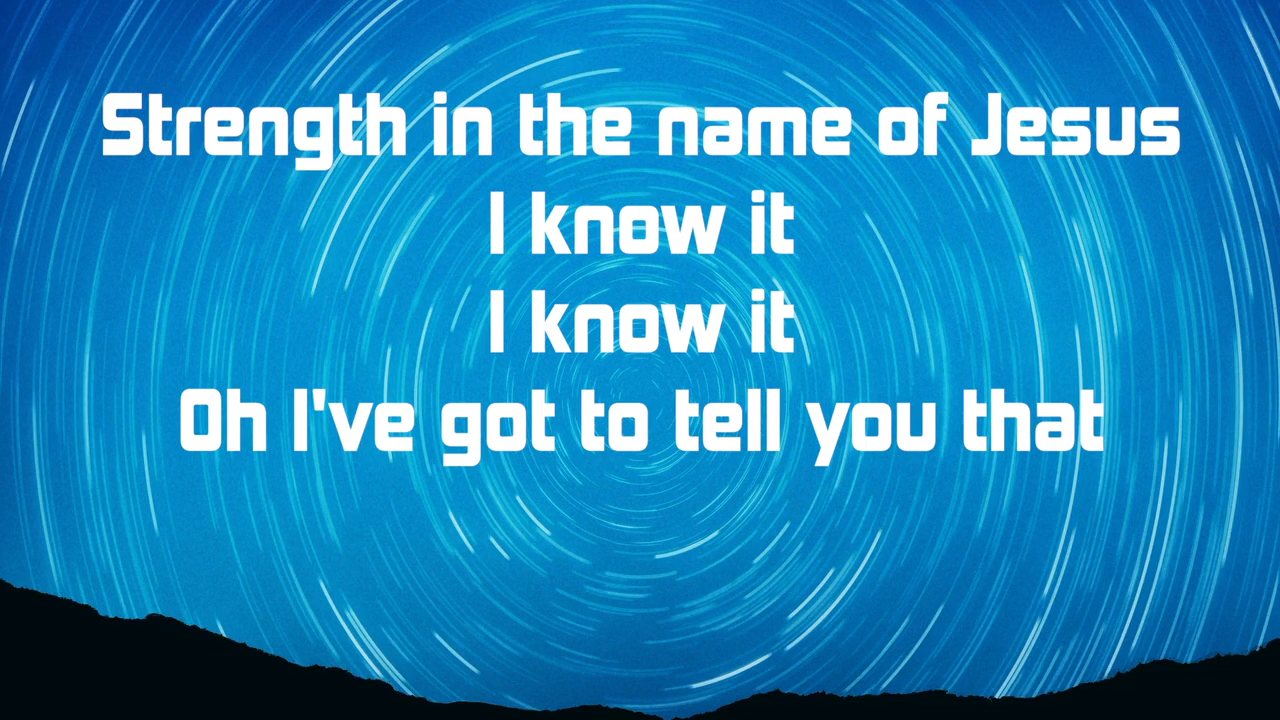 Strength in the name of Jesus
I know it
I know it
Oh I've got to tell you that